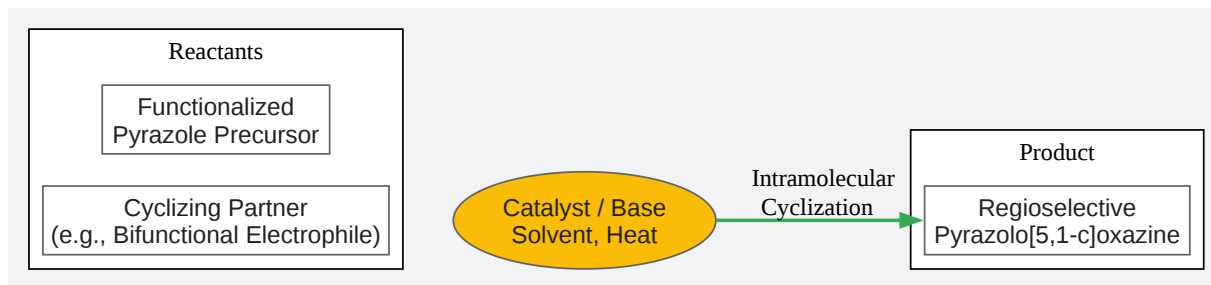 Reactants
Functionalized
Pyrazole Precursor
Cyclizing Partner
(e.g., Bifunctional Electrophile)
Catalyst / Base
Solvent, Heat
Intramolecular
Cyclization
Product
Regioselective
Pyrazolo[5,1-c]oxazine